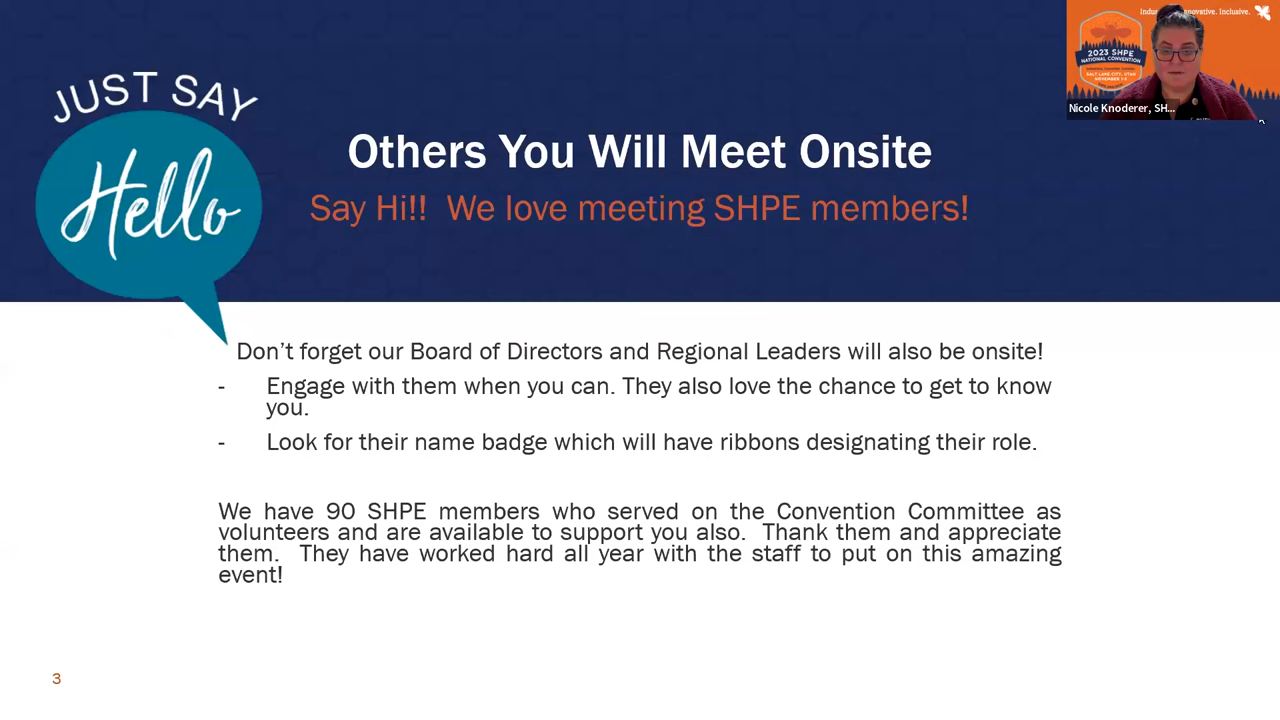 JUST SAY
Hello
Others You Will Meet Onsite
Say Hi!!  We love meeting SHPE members!
Don't forget our Board of Directors and Regional Leaders will also be onsite!
- Engage with them when you can. They also love the chance to get to know
you.
- Look for their name badge which will have ribbons designating their role.
We have 90 SHPE members who served on the Convention Committee as
volunteers and are available to support you also.  Thank them and appreciate
them.  They have worked hard all year with the staff to put on this amazing
event!
3
Inclusive.
2023 SHPE
NATIONAL CONVENTION
SALT LAKE CITY, UTAH
Nicole Knoderer, SH...